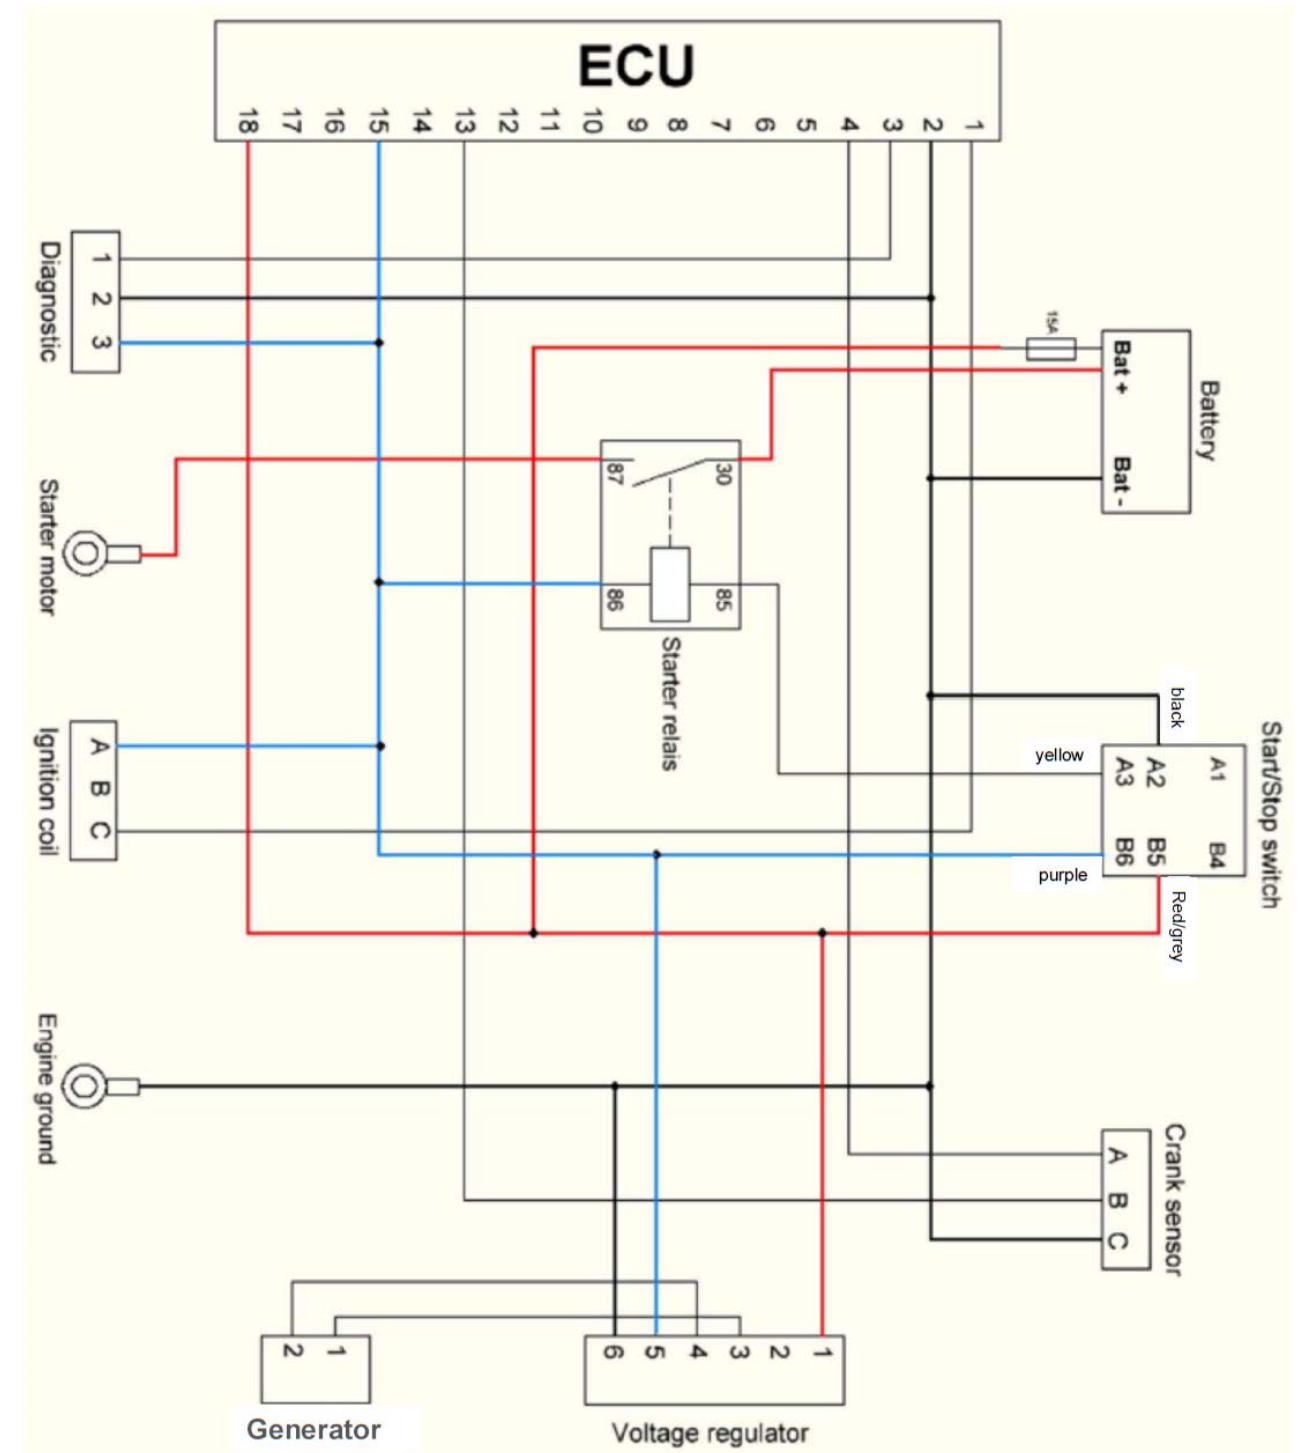 ECU
18 17 16 15 14 13 12 11 10 9 8 7 6 5 4 3 2 1
Diagnostic
1
2
3
15A
Bat +
Bat -
Battery
Starter motor
87
30
86
85
Starter relais
Ignition coil
A
B
C
black
yellow
A3 A2 A1
B6 B5 B4
purple
Red/grey
Start/Stop switch
Engine ground
Crank sensor
A
B
C
2 1
Generator
6 5 4 3 2 1
Voltage regulator